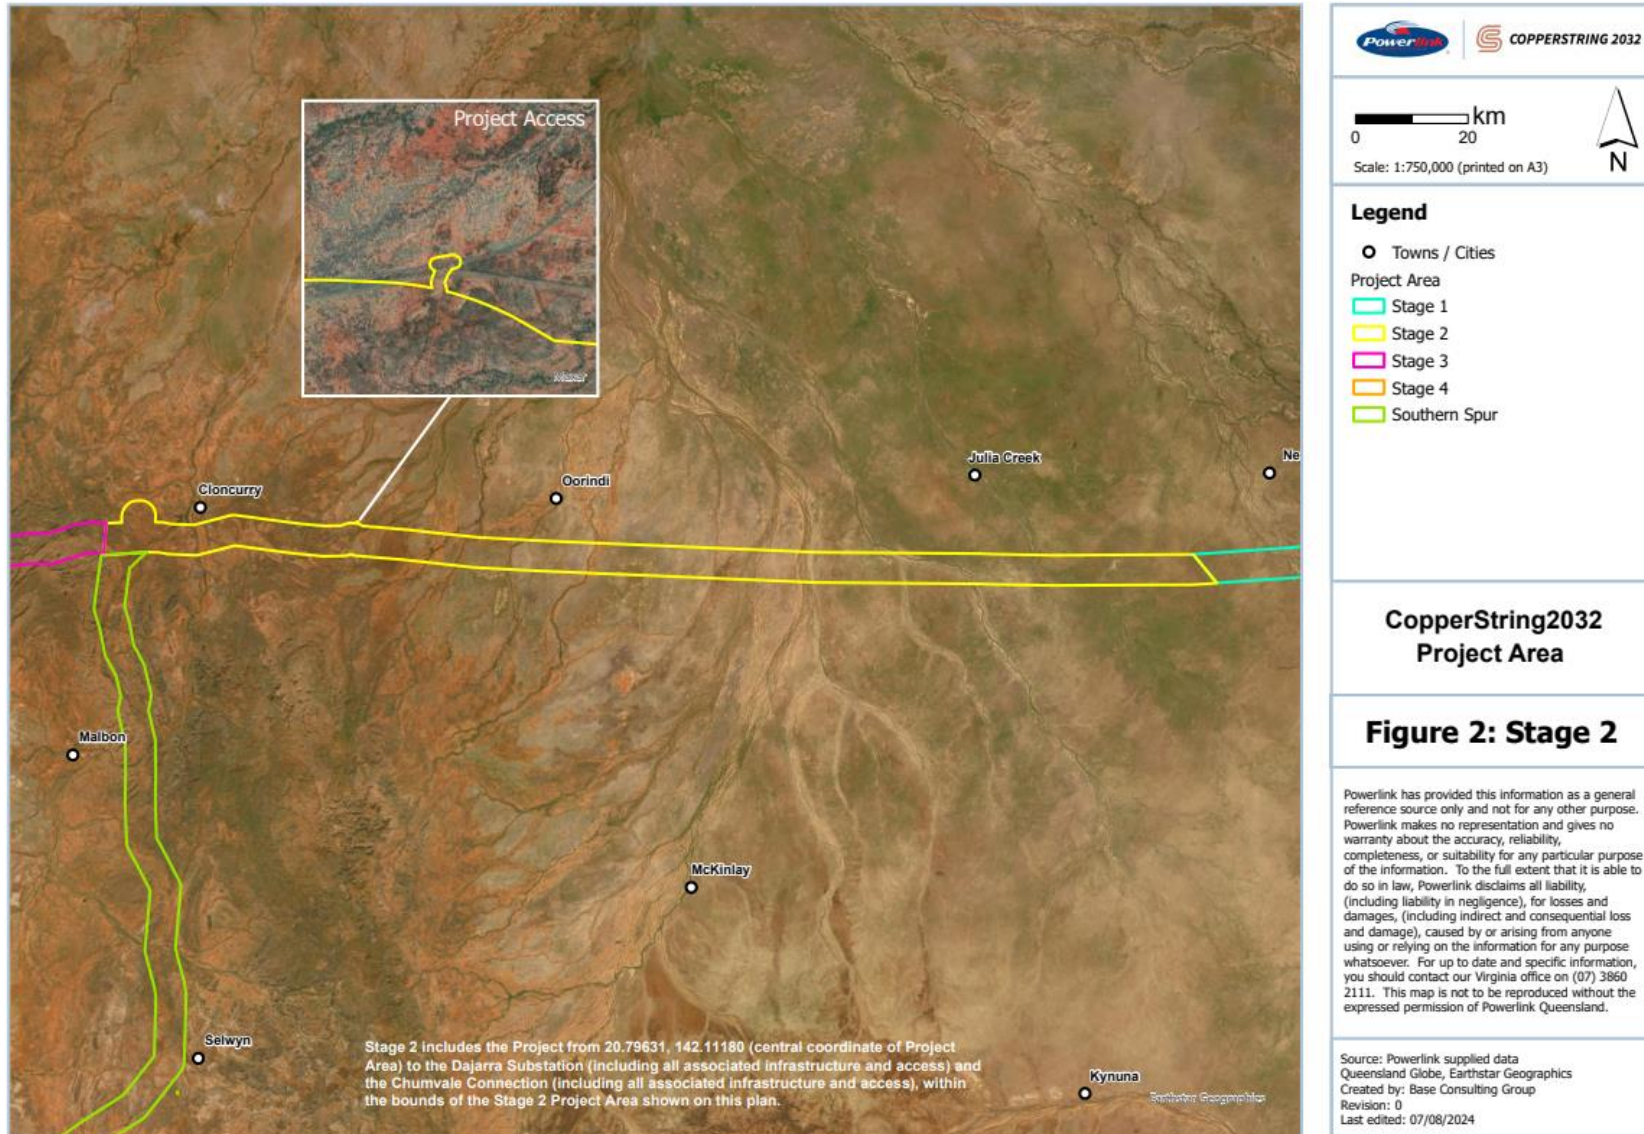 Project Access
Maxar
Cloncurry
Oorindi
Julia Creek
Ne
Malbon
McKinlay
Selwyn
Kynuna
Stage 2 includes the Project from 20.79631, 142.11180 (central coordinate of Project
Area) to the Dajarra Substation (including all associated infrastructure and access) and
the Chumvale Connection (including all associated infrastructure and access), within
the bounds of the Stage 2 Project Area shown on this plan.
Earthstar Geographics
Powerlink
COPPERSTRING 2032
km
0 20
N
Scale: 1:750,000 (printed on A3)
Legend
Towns / Cities
Project Area
Stage 1
Stage 2
Stage 3
Stage 4
Southern Spur
CopperString2032
Project Area
Figure 2: Stage 2
Powerlink has provided this information as a general
reference source only and not for any other purpose.
Powerlink makes no representation and gives no
warranty about the accuracy, reliability,
completeness, or suitability for any particular purpose
of the information. To the full extent that it is able to
do so in law, Powerlink disclaims all liability,
(including liability in negligence), for losses and
damages, (including indirect and consequential loss
and damage), caused by or arising from anyone
using or relying on the information for any purpose
whatsoever. For up to date and specific information,
you should contact our Virginia office on (07) 3860
2111. This map is not to be reproduced without the
expressed permission of Powerlink Queensland.
Source: Powerlink supplied data
Queensland Globe, Earthstar Geographics
Created by: Base Consulting Group
Revision: 0
Last edited: 07/08/2024